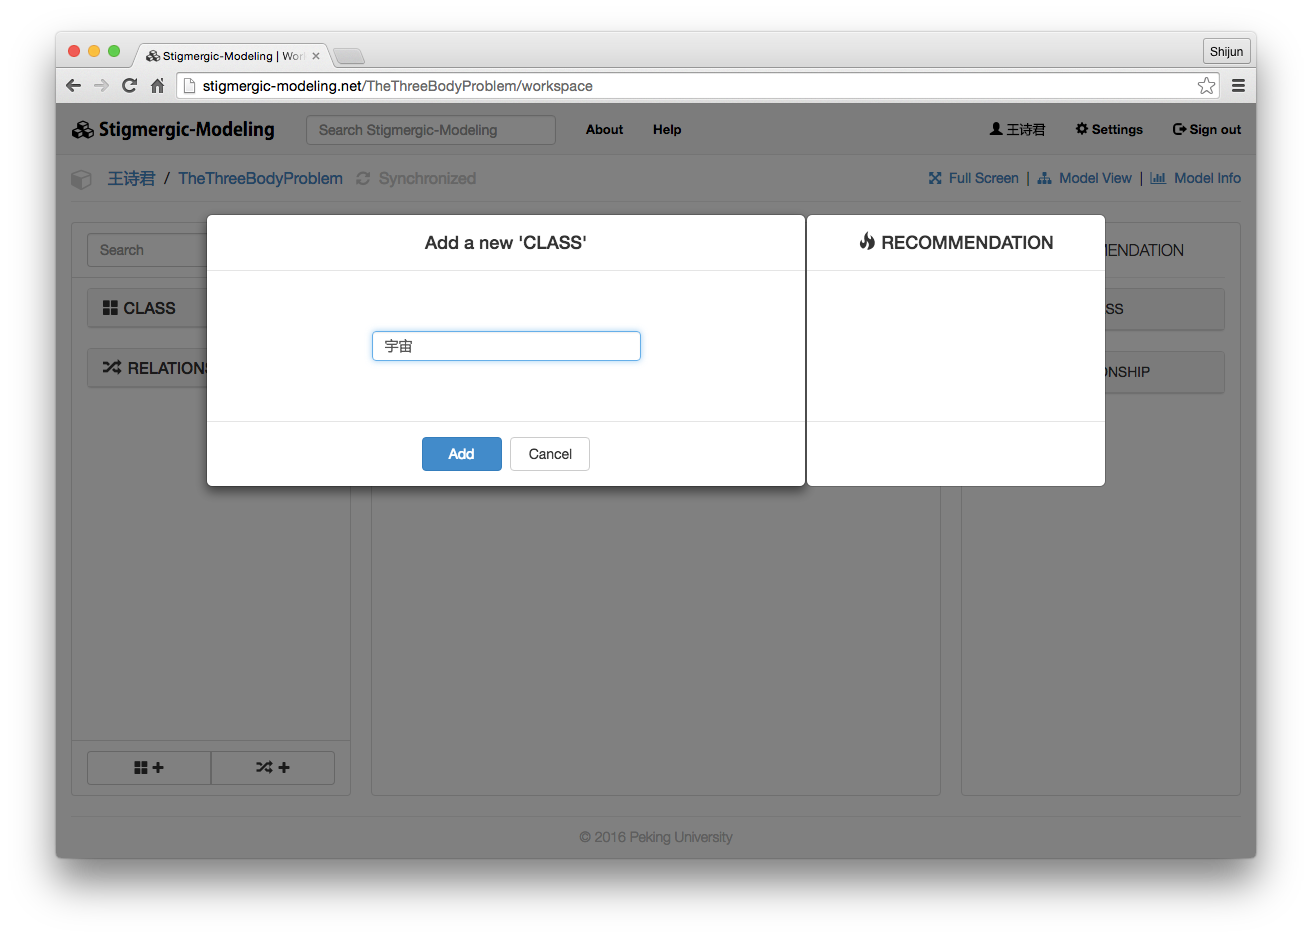 Stigmergic-Modeling | Wor
Shijun
stigmergic-modeling.net/TheThreeBodyProblem/workspace
Stigmergic-Modeling
Search Stigmergic-Modeling
About
Help
王诗君
Settings
Sign out
王诗君 / TheThreeBodyProblem
Synchronized
Full Screen | Model View | Model Info
Search
Add a new 'CLASS'
RECOMMENDATION
ENDATION
CLASS
SS
宇宙
RELATIONS
ONSHIP
Add
Cancel
© 2016 Peking University